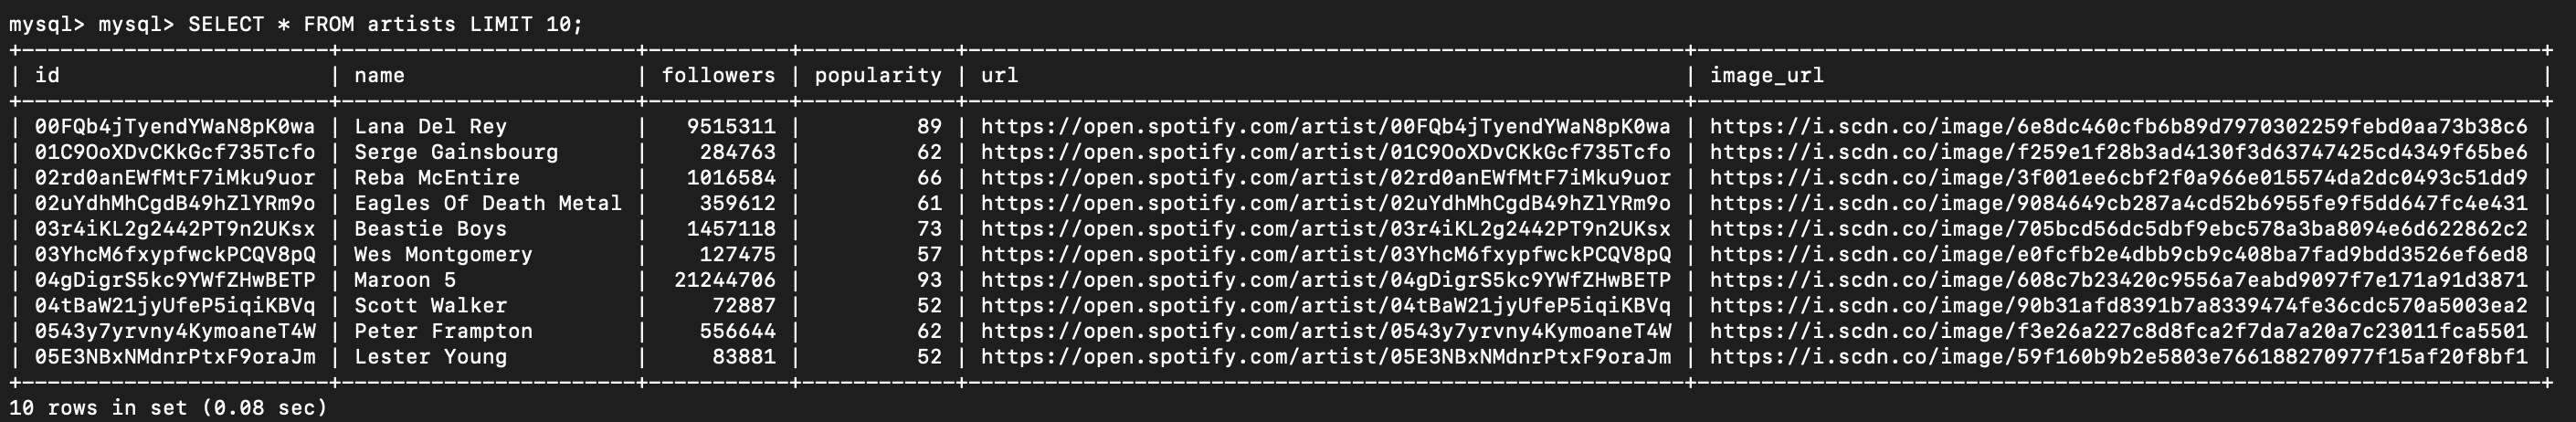 mysql> mysql> SELECT * FROM artists LIMIT 10;
+------------------------+-----------------------+-----------+------------+--------------------------------------------------------+------------------------------------------------------------------+
| id                     | name                  | followers | popularity | url                                                    | image_url                                                        |
+------------------------+-----------------------+-----------+------------+--------------------------------------------------------+------------------------------------------------------------------+
| 00FQb4jTyendYWaN8pK0wa | Lana Del Rey          |   9515311 |         89 | https://open.spotify.com/artist/00FQb4jTyendYWaN8pK0wa | https://i.scdn.co/image/6e8dc460cfb6b89d7970302259febd0aa73b38c6 |
| 01C9OoXDvCKkGcf735Tcfo | Serge Gainsbourg      |    284763 |         62 | https://open.spotify.com/artist/01C9OoXDvCKkGcf735Tcfo | https://i.scdn.co/image/f259e1f28b3ad4130f3d63747425cd4349f65be6 |
| 02rd0anEWfMtF7iMku9uor | Reba McEntire         |   1016584 |         66 | https://open.spotify.com/artist/02rd0anEWfMtF7iMku9uor | https://i.scdn.co/image/3f001ee6cbf2f0a966e015574da2dc0493c51dd9 |
| 02uYdhMhCgdB49hZlYRm9o | Eagles Of Death Metal |    359612 |         61 | https://open.spotify.com/artist/02uYdhMhCgdB49hZlYRm9o | https://i.scdn.co/image/9084649cb287a4cd52b6955fe9f5dd647fc4e431 |
| 03r4iKL2g2442PT9n2UKsx | Beastie Boys          |   1457118 |         73 | https://open.spotify.com/artist/03r4iKL2g2442PT9n2UKsx | https://i.scdn.co/image/705bcd56dc5dbf9ebc578a3ba8094e6d622862c2 |
| 03YhcM6fxypfwckPCQV8pQ | Wes Montgomery        |    127475 |         57 | https://open.spotify.com/artist/03YhcM6fxypfwckPCQV8pQ | https://i.scdn.co/image/e0fcfb2e4dbb9cb9c408ba7fad9bdd3526ef6ed8 |
| 04gDigrS5kc9YWfZHwBETP | Maroon 5              |  21244706 |         93 | https://open.spotify.com/artist/04gDigrS5kc9YWfZHwBETP | https://i.scdn.co/image/608c7b23420c9556a7eabd9097f7e171a91d3871 |
| 04tBaW21jyUfeP5iqiKBVq | Scott Walker          |     72887 |         52 | https://open.spotify.com/artist/04tBaW21jyUfeP5iqiKBVq | https://i.scdn.co/image/90b31afd8391b7a8339474fe36cdc570a5003ea2 |
| 0543y7yrvny4KymoaneT4W | Peter Frampton        |    556644 |         62 | https://open.spotify.com/artist/0543y7yrvny4KymoaneT4W | https://i.scdn.co/image/f3e26a227c8d8fca2f7da7a20a7c23011fca5501 |
| 05E3NBxNMdnrPtxF9oraJm | Lester Young          |     83881 |         52 | https://open.spotify.com/artist/05E3NBxNMdnrPtxF9oraJm | https://i.scdn.co/image/59f160b9b2e5803e766188270977f15af20f8bf1 |
+------------------------+-----------------------+-----------+------------+--------------------------------------------------------+------------------------------------------------------------------+
10 rows in set (0.08 sec)